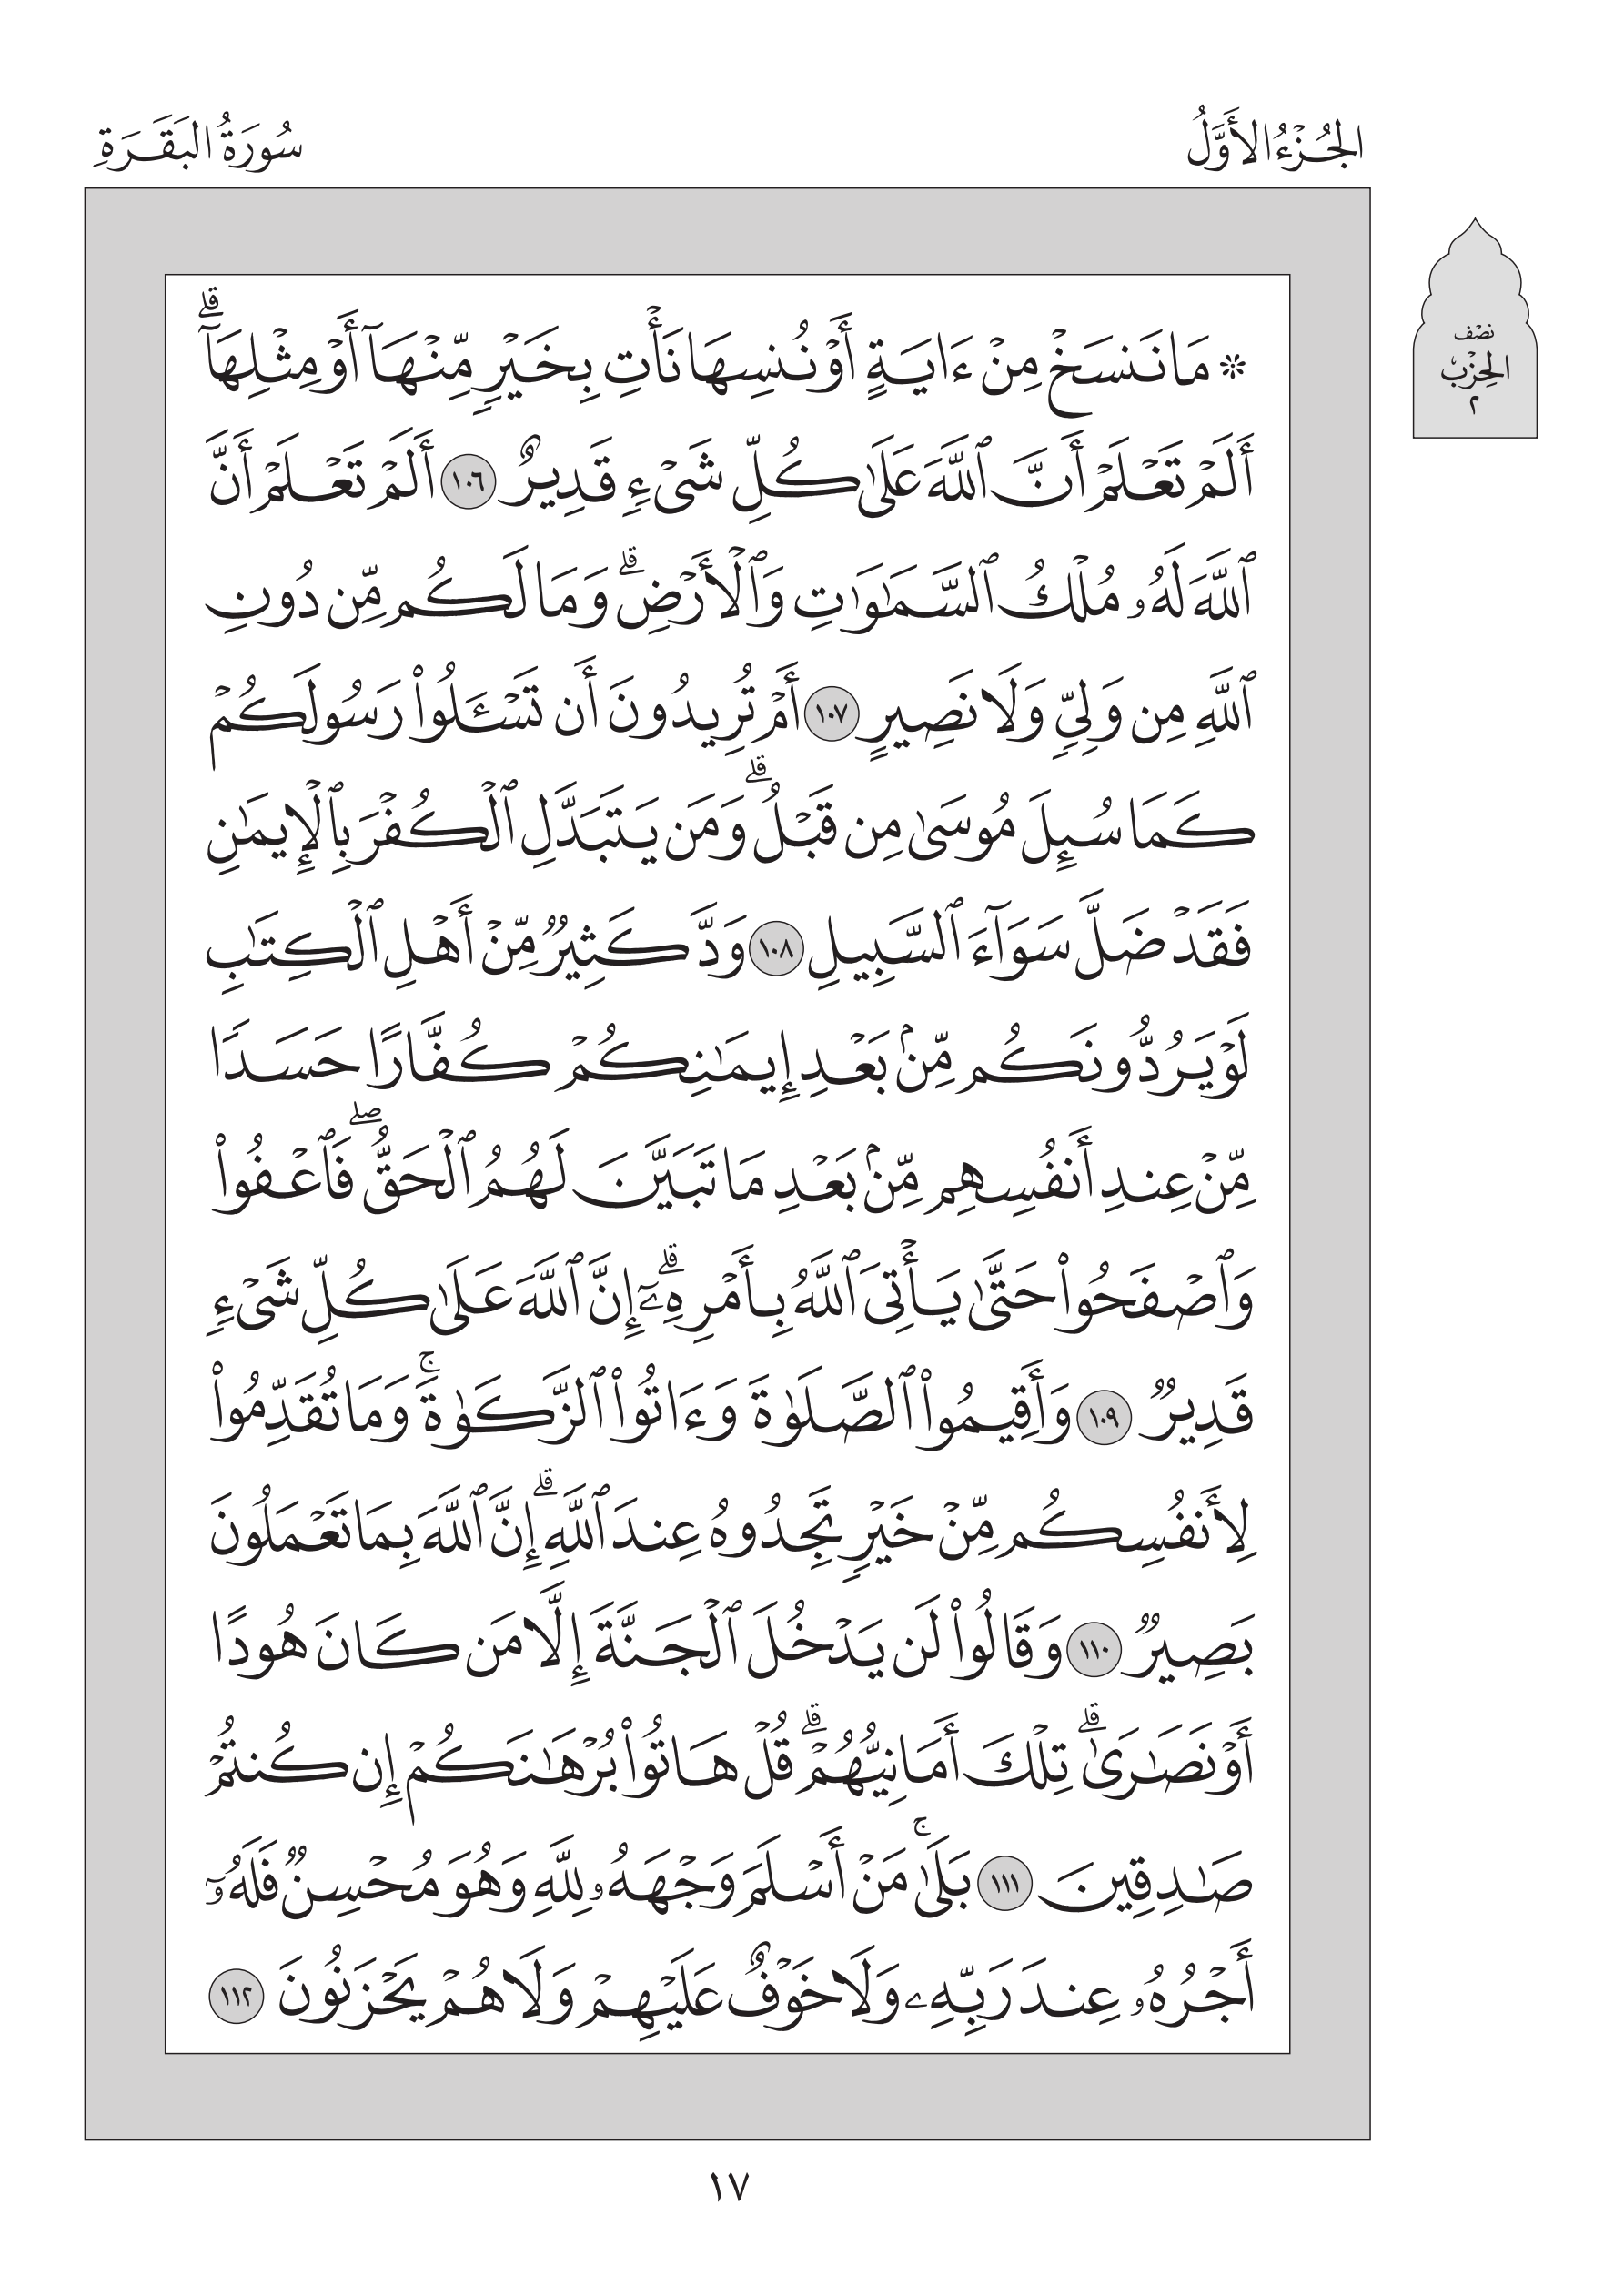 الجُزْءُ الأَوَّلُ
سُورَةُ البَقَرَةِ
نصف
الحِزْب
٢
* مَا نَنسَخۡ مِنۡ ءَايَةٍ أَوۡ نُنسِهَا نَأۡتِ بِخَيۡرٖ مِّنۡهَآ أَوۡ مِثۡلِهَآۗ
أَلَمۡ تَعۡلَمۡ أَنَّ ٱللَّهَ عَلَىٰ كُلِّ شَيۡءٖ قَدِيرٌ ١٠٦ أَلَمۡ تَعۡلَمۡ أَنَّ
ٱللَّهَ لَهُۥ مُلۡكُ ٱلسَّمَٰوَٰتِ وَٱلۡأَرۡضِۗ وَمَا لَكُم مِّن دُونِ
ٱللَّهِ مِن وَلِيّٖ وَلَا نَصِيرٍ ١٠٧ أَمۡ تُرِيدُونَ أَن تَسۡـَٔلُواْ رَسُولَكُمۡ
كَمَا سُئِلَ مُوسَىٰ مِن قَبۡلُۗ وَمَن يَتَبَدَّلِ ٱلۡكُفۡرَ بِٱلۡإِيمَٰنِ
فَقَدۡ ضَلَّ سَوَآءَ ٱلسَّبِيلِ ١٠٨ وَدَّ كَثِيرٞ مِّنۡ أَهۡلِ ٱلۡكِتَٰبِ
لَوۡ يَرُدُّونَكُم مِّنۢ بَعۡدِ إِيمَٰنِكُمۡ كُفَّارًا حَسَدٗا
مِّنۡ عِندِ أَنفُسِهِم مِّنۢ بَعۡدِ مَا تَبَيَّنَ لَهُمُ ٱلۡحَقُّۖ فَٱعۡفُواْ
وَٱصۡفَحُواْ حَتَّىٰ يَأۡتِيَ ٱللَّهُ بِأَمۡرِهِۦٓۗ إِنَّ ٱللَّهَ عَلَىٰ كُلِّ شَيۡءٖ
قَدِيرٞ ١٠٩ وَأَقِيمُواْ ٱلصَّلَوٰةَ وَءَاتُواْ ٱلزَّكَوٰةَۚ وَمَا تُقَدِّمُواْ
لِأَنفُسِكُم مِّنۡ خَيۡرٖ تَجِدُوهُ عِندَ ٱللَّهِۗ إِنَّ ٱللَّهَ بِمَا تَعۡمَلُونَ
بَصِيرٞ ١١٠ وَقَالُواْ لَن يَدۡخُلَ ٱلۡجَنَّةَ إِلَّا مَن كَانَ هُودًا
أَوۡ نَصَٰرَىٰۗ تِلۡكَ أَمَانِيُّهُمۡۗ قُلۡ هَاتُواْ بُرۡهَٰنَكُمۡ إِن كُنتُمۡ
صَٰدِقِينَ ١١١ بَلَىٰۚ مَنۡ أَسۡلَمَ وَجۡهَهُۥ لِلَّهِ وَهُوَ مُحۡسِنٞ فَلَهُۥٓ
أَجۡرُهُۥ عِندَ رَبِّهِۦ وَلَا خَوۡفٌ عَلَيۡهِمۡ وَلَا هُمۡ يَحۡزَنُونَ ١١٢
١٧